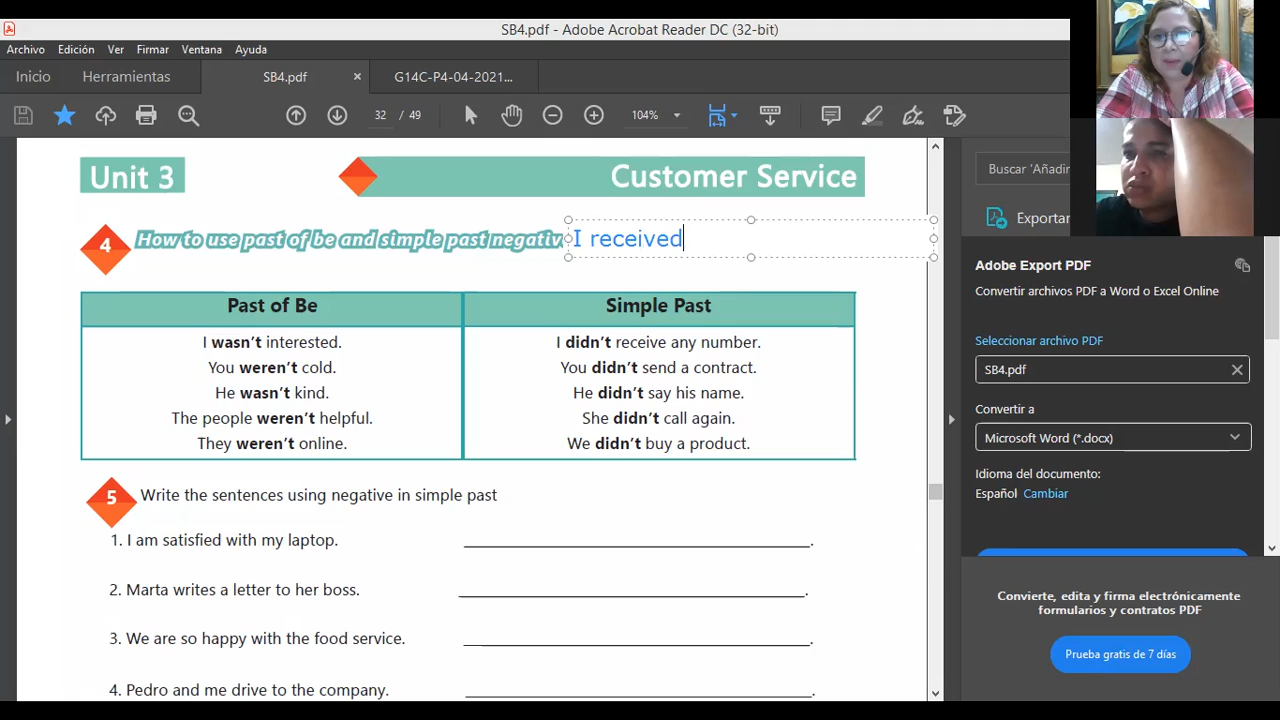 SB4.pdf - Adobe Acrobat Reader DC (32-bit)
Archivo Edición Ver Firmar Ventana Ayuda
Inicio Herramientas SB4.pdf × G14C-P4-04-2021...
32 / 49 104%
Unit 3 Customer Service
4 How to use past of be and simple past negativ I received
Past of Be Simple Past
I wasn't interested. I didn't receive any number.
You weren't cold. You didn't send a contract.
He wasn't kind. He didn't say his name.
The people weren't helpful. She didn't call again.
They weren't online. We didn't buy a product.
5 Write the sentences using negative in simple past
1. I am satisfied with my laptop. ______________________.
2. Marta writes a letter to her boss. ______________________.
3. We are so happy with the food service. ______________________.
4. Pedro and me drive to the company. ______________________.
Buscar 'Añadir
Exportar
Adobe Export PDF
Convertir archivos PDF a Word o Excel Online
Seleccionar archivo PDF
SB4.pdf
Convertir a
Microsoft Word (*.docx)
Idioma del documento:
Español Cambiar
Convierte, edita y firma electrónicamente
formularios y contratos PDF
Prueba gratis de 7 días